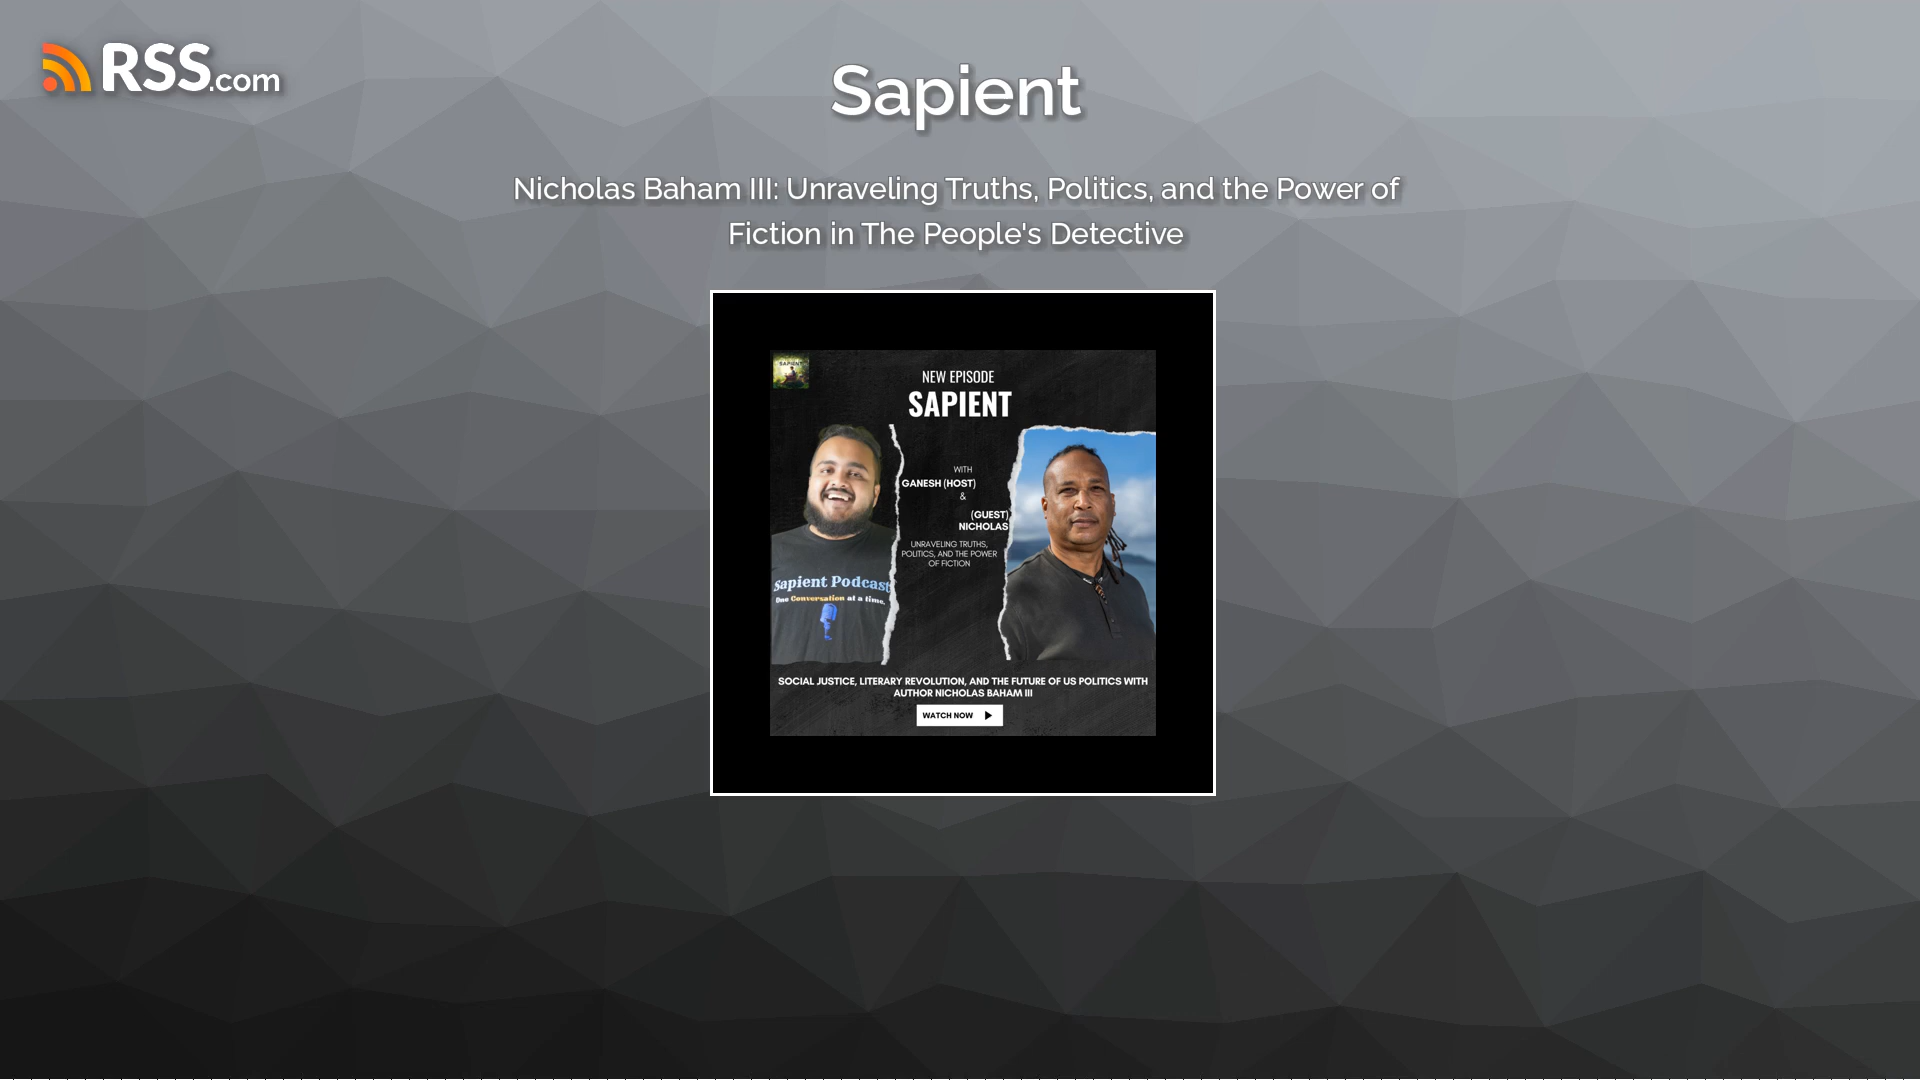 RSS.com
Sapient
Nicholas Baham III: Unraveling Truths, Politics, and the Power of
Fiction in The People's Detective
SAPIENT
NEW EPISODE
SAPIENT
WITH
GANESH (HOST)
&
(GUEST)
NICHOLAS
UNRAVELING TRUTHS,
POLITICS, AND THE POWER
OF FICTION
Sapient Podcast
One Conversation at a time.
SOCIAL JUSTICE, LITERARY REVOLUTION, AND THE FUTURE OF US POLITICS WITH
AUTHOR NICHOLAS BAHAM III
WATCH NOW